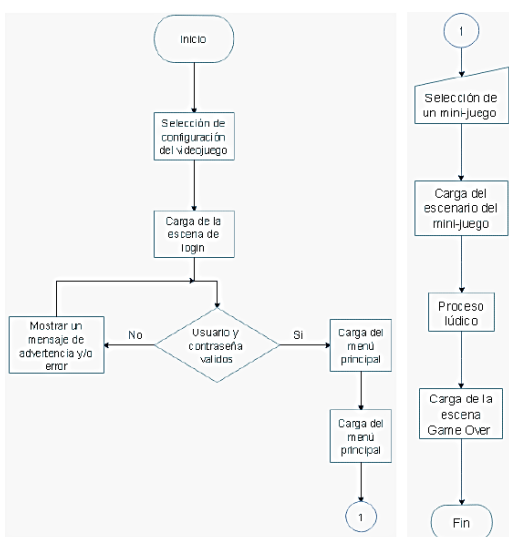 Inicio
Selección de
configuración
del videojuego
Carga de la
escena de
login
Mostrar un
mensaje de
advertencia y/o
error
No
Usuario y
contraseña
validos
Si
Carga del
menú
principal
Carga del
menú
principal
1
1
Selección de
un mini-juego
Carga del
escenario del
mini-juego
Proceso
lúdico
Carga de la
escena
Game Over
Fin